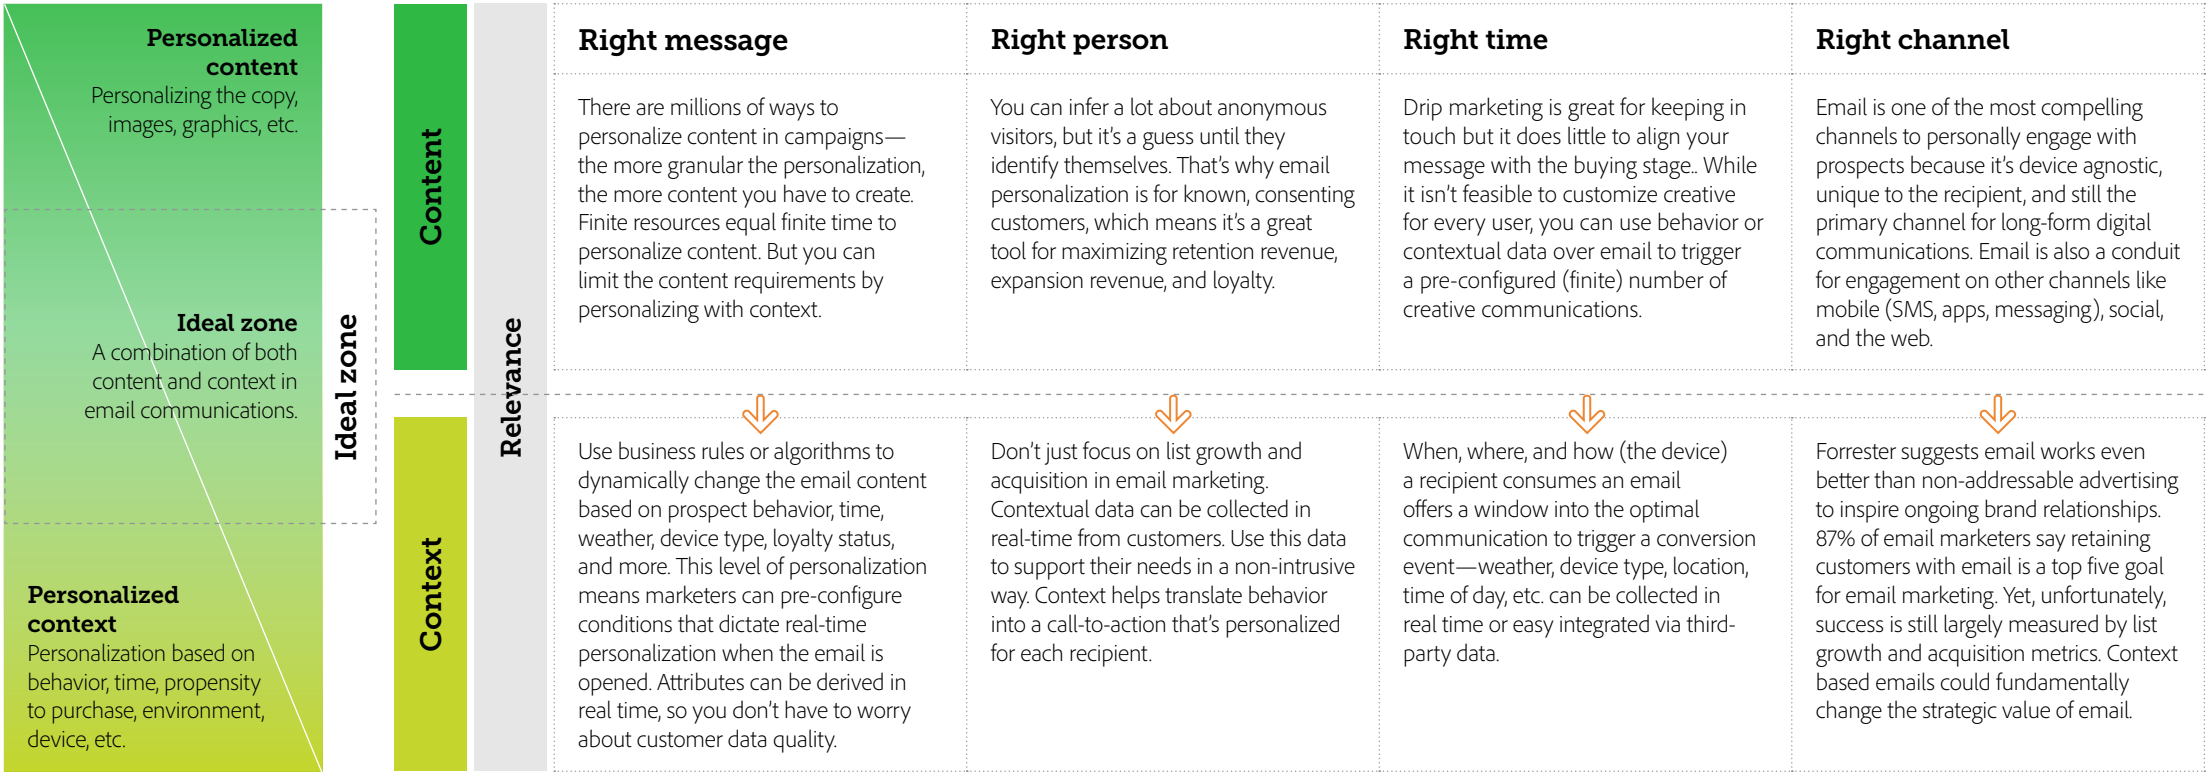 Personalized
content
Personalizing the copy,
images, graphics, etc.
Ideal zone
A combination of both
content and context in
email communications.
Personalized
context
Personalization based on
behavior, time, propensity
to purchase, environment,
device, etc.
Ideal zone
Content
Context
Relevance
Right message
There are millions of ways to
personalize content in campaigns—
the more granular the personalization,
the more content you have to create.
Finite resources equal finite time to
personalize content. But you can
limit the content requirements by
personalizing with context.
Right person
You can infer a lot about anonymous
visitors, but it's a guess until they
identify themselves. That's why email
personalization is for known, consenting
customers, which means it's a great
tool for maximizing retention revenue,
expansion revenue, and loyalty.
Right time
Drip marketing is great for keeping in
touch but it does little to align your
message with the buying stage.. While
it isn't feasible to customize creative
for every user, you can use behavior or
contextual data over email to trigger
a pre-configured (finite) number of
creative communications.
Right channel
Email is one of the most compelling
channels to personally engage with
prospects because it's device agnostic,
unique to the recipient, and still the
primary channel for long-form digital
communications. Email is also a conduit
for engagement on other channels like
mobile (SMS, apps, messaging), social,
and the web.
Use business rules or algorithms to
dynamically change the email content
based on prospect behavior, time,
weather, device type, loyalty status,
and more. This level of personalization
means marketers can pre-configure
conditions that dictate real-time
personalization when the email is
opened. Attributes can be derived in
real time, so you don't have to worry
about customer data quality.
Don't just focus on list growth and
acquisition in email marketing.
Contextual data can be collected in
real-time from customers. Use this data
to support their needs in a non-intrusive
way. Context helps translate behavior
into a call-to-action that's personalized
for each recipient.
When, where, and how (the device)
a recipient consumes an email
offers a window into the optimal
communication to trigger a conversion
event—weather, device type, location,
time of day, etc. can be collected in
real time or easy integrated via third-
party data.
Forrester suggests email works even
better than non-addressable advertising
to inspire ongoing brand relationships.
87% of email marketers say retaining
customers with email is a top five goal
for email marketing. Yet, unfortunately,
success is still largely measured by list
growth and acquisition metrics. Context
based emails could fundamentally
change the strategic value of email.